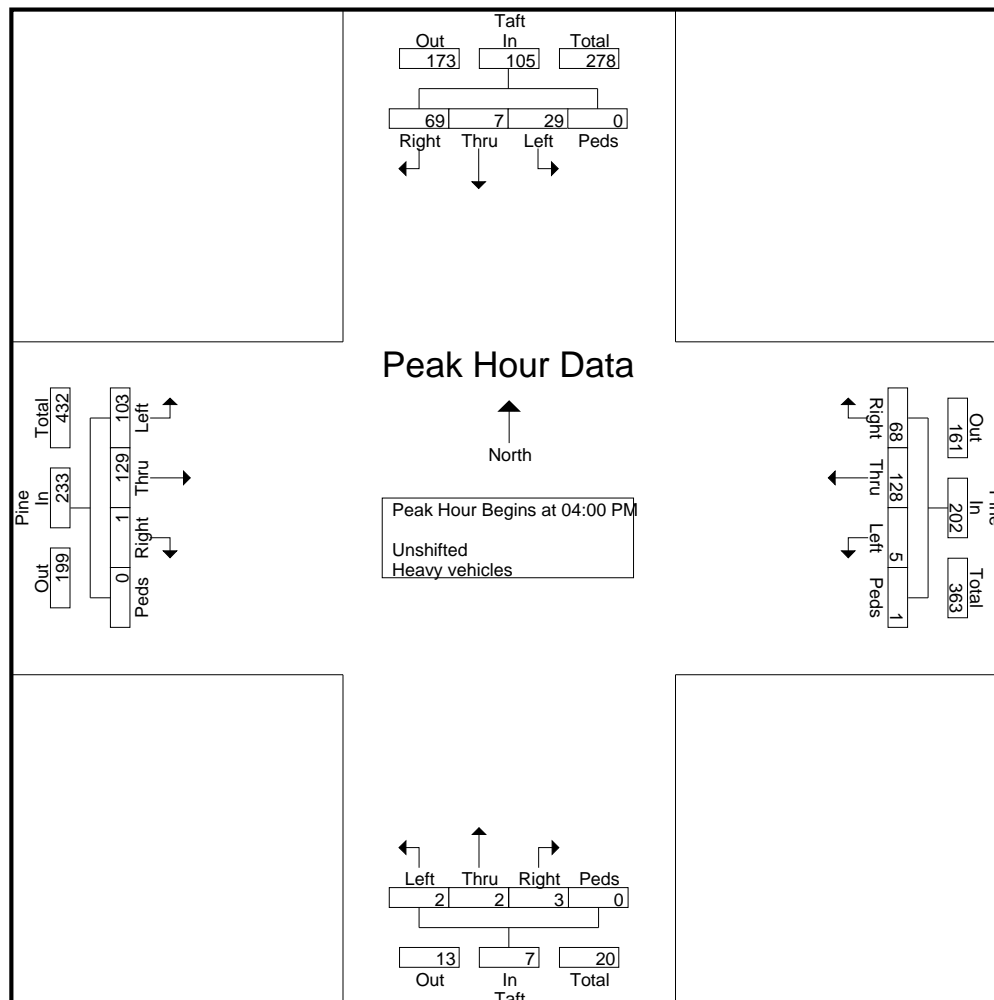 Taft
Out In Total
173 105 278
69 7 29 0
Right Thru Left Peds
Peak Hour Data
North
Peak Hour Begins at 04:00 PM
Unshifted
Heavy vehicles
Pine
Out In Total
199 233 432
Peds Right Thru Left
0 1 129 103
Pine
Out In Total
161 202 363
68 128 5 1
Right Thru Left Peds
Left Thru Right Peds
2 2 3 0
13 7 20
Out In Total
Taft